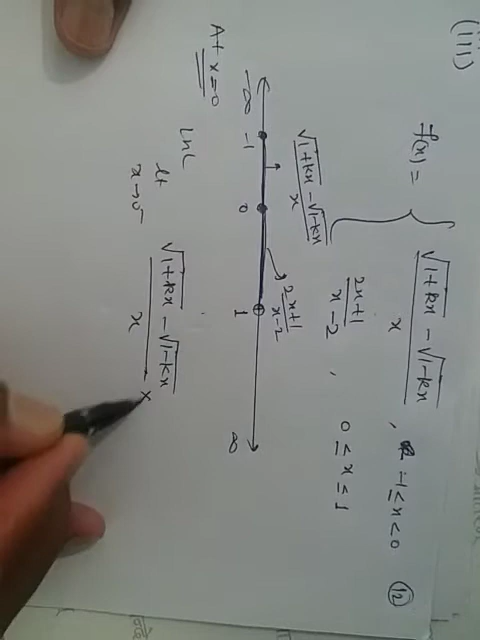 (iii)
f(x) = { √1+kx − √1−kx / x , -1 ≤ x < 0 (12)
2x+1 / x−2 , 0 ≤ x ≤ 1
√1+kx − √1−kx / x
2x+1 / x−2
-∞ -1 0 1 ∞
At x=0
LHL
lt x→0⁻ √1+kx − √1−kx / x ×